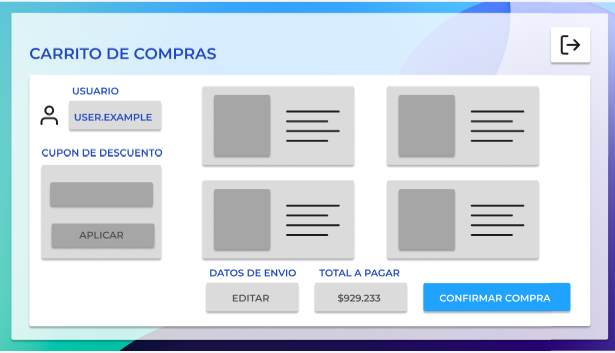 CARRITO DE COMPRAS
USUARIO
USER.EXAMPLE
CUPON DE DESCUENTO
APLICAR
DATOS DE ENVIO
TOTAL A PAGAR
EDITAR
$929.233
CONFIRMAR COMPRA